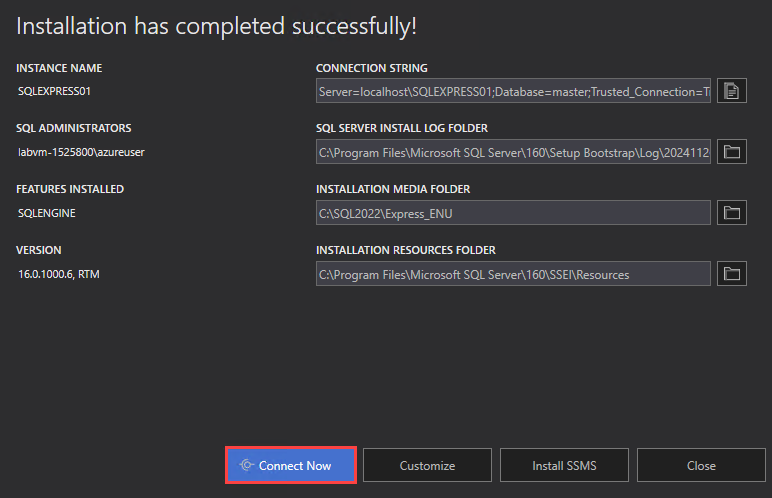 Installation has completed successfully!
INSTANCE NAME
SQLEXPRESS01
CONNECTION STRING
Server=localhost\SQLEXPRESS01;Database=master;Trusted_Connection=T
SQL ADMINISTRATORS
labvm-1525800\azureuser
SQL SERVER INSTALL LOG FOLDER
C:\Program Files\Microsoft SQL Server\160\Setup Bootstrap\Log\2024112
FEATURES INSTALLED
SQLENGINE
INSTALLATION MEDIA FOLDER
C:\SQL2022\Express_ENU
VERSION
16.0.1000.6, RTM
INSTALLATION RESOURCES FOLDER
C:\Program Files\Microsoft SQL Server\160\SSEI\Resources
Connect Now
Customize
Install SSMS
Close